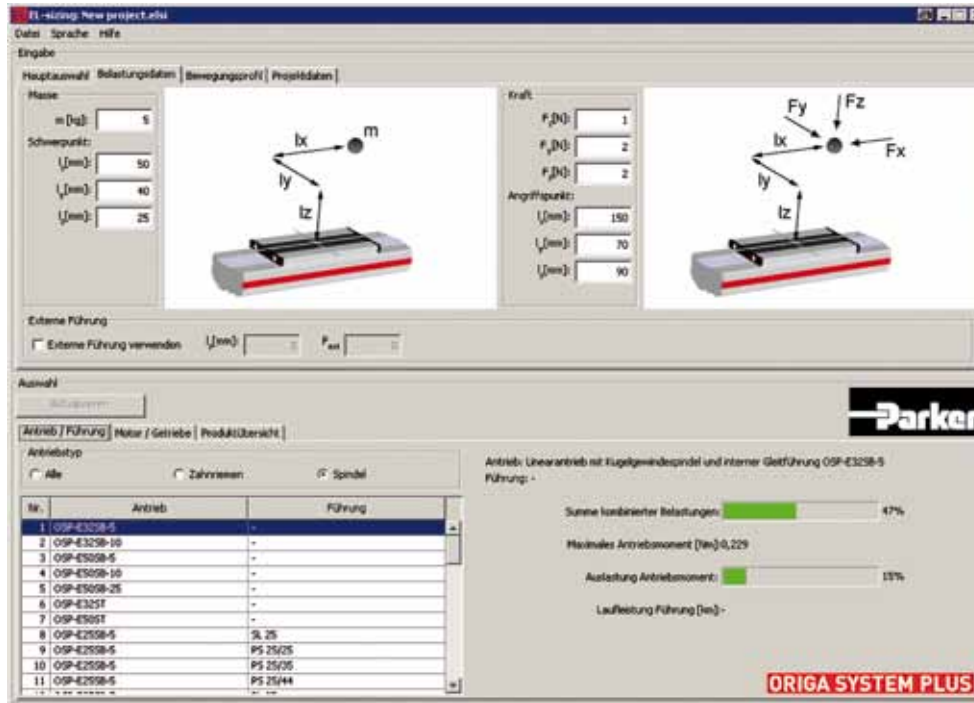 EL-sizing: New project.elsi
Datei Sprache Hilfe
Eingabe
Hauptauswahl Belastungsdaten Bewegungsprofil Projektdaten
Masse
m [kg]: 5
Schwerpunkt:
[mm]: 50
[mm]: 40
[mm]: 25
lx
m
ly
lz
Kraft
[N]: 1
[N]: 2
[N]: 2
Angriffspunkt:
[mm]: 150
[mm]: 70
[mm]: 90
Fy
Fz
lx
Fx
ly
lz
Externe Führung
Externe Führung verwenden [mm]:
Auswahl
Parker
Antrieb / Führung Motor / Getriebe Produktübersicht
Antriebstyp
Alle Zahnriemen Spindel
Nr. Antrieb Führung
1 OSP-E32SB-5 -
2 OSP-E32SB-10 -
3 OSP-E50SB-5 -
4 OSP-E50SB-10 -
5 OSP-E50SB-25 -
6 OSP-E32ST -
7 OSP-E50ST -
8 OSP-E25SB-5 SL 25
9 OSP-E25SB-5 PS 25/25
10 OSP-E25SB-5 PS 25/35
11 OSP-E25SB-5 PS 25/44
Antrieb: Linearantrieb mit Kugelgewindespindel und interner Gleitführung OSP-E32SB-5
Führung: -
Summe kombinierter Belastungen: 47%
Maximales Antriebsmoment [Nm]:0,229
Auslastung Antriebsmoment: 15%
Laufleistung Führung [km]:-
ORIGA SYSTEM PLUS